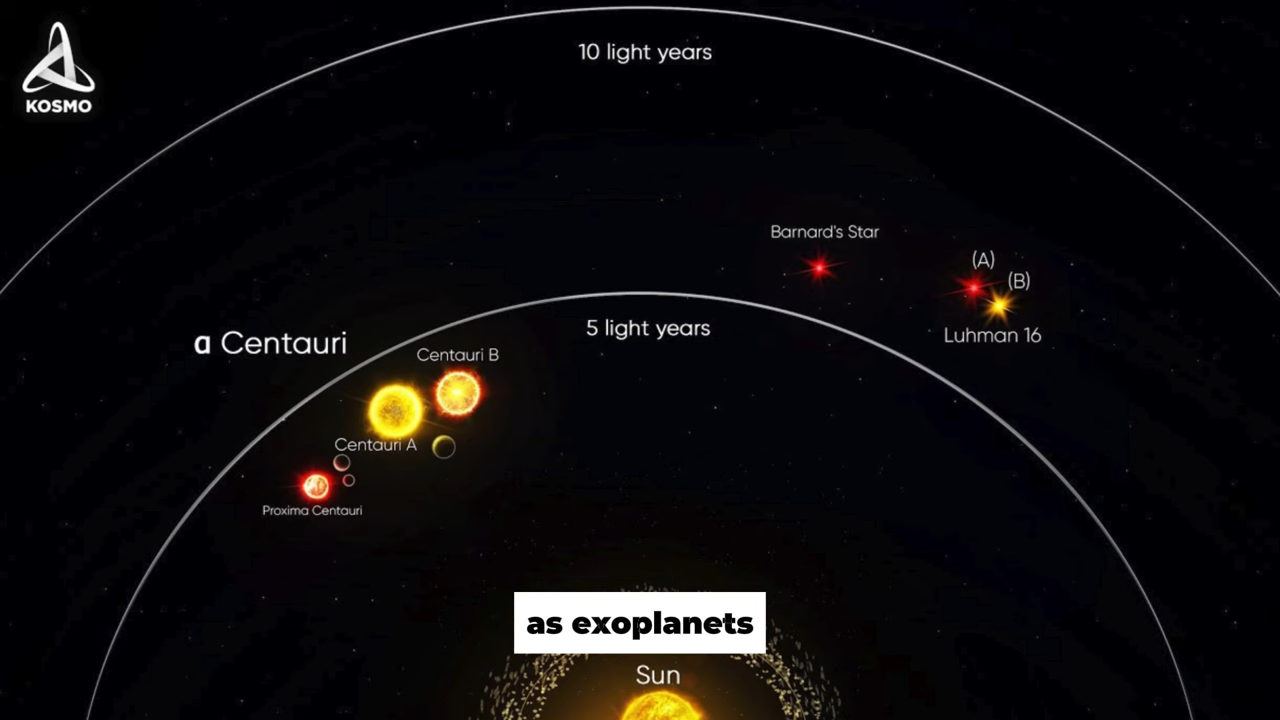 KOSMO
10 light years
Barnard's Star
(A)
(B)
Luhman 16
5 light years
α Centauri
Centauri B
Centauri A
Proxima Centauri
as exoplanets
Sun